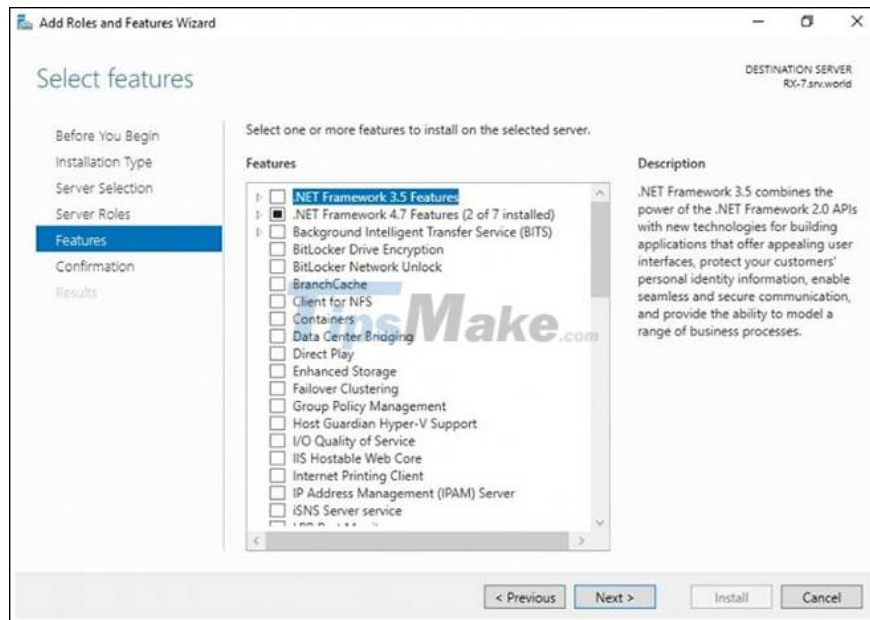 Add Roles and Features Wizard
Select features
DESTINATION SERVER
RX-7.srv.world
Before You Begin
Installation Type
Server Selection
Server Roles
Features
Confirmation
Results
Select one or more features to install on the selected server.
Features
.NET Framework 3.5 Features
.NET Framework 4.7 Features (2 of 7 installed)
Background Intelligent Transfer Service (BITS)
BitLocker Drive Encryption
BitLocker Network Unlock
BranchCache
Client for NFS
Containers
Data Center Bridging
Direct Play
Enhanced Storage
Failover Clustering
Group Policy Management
Host Guardian Hyper-V Support
I/O Quality of Service
IIS Hostable Web Core
Internet Printing Client
IP Address Management (IPAM) Server
iSNS Server service
Description
.NET Framework 3.5 combines the
power of the .NET Framework 2.0 APIs
with new technologies for building
applications that offer appealing user
interfaces, protect your customers'
personal identity information, enable
seamless and secure communication,
and provide the ability to model a
range of business processes.
TipsMake.com
< Previous
Next >
Install
Cancel